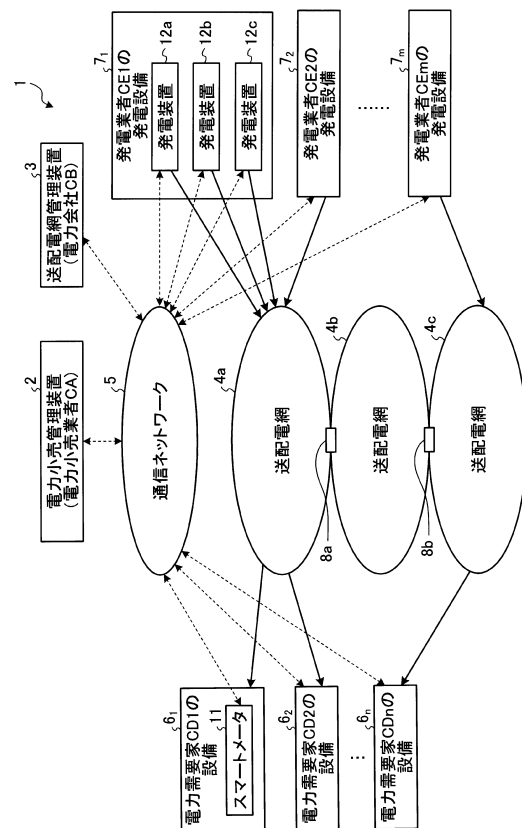 1
2
電力小売管理装置
(電力小売業者CA)
3
送配電網管理装置
(電力会社CB)
5
通信ネットワーク
6₁
電力需要家CD1の
設備
11
スマートメータ
6₂
電力需要家CD2の
設備
⋮
6ₙ
電力需要家CDnの
設備
4a
送配電網
8a
4b
送配電網
8b
4c
送配電網
7₁
発電業者CE1の
発電設備
12a
発電装置
12b
発電装置
12c
発電装置
7₂
発電業者CE2の
発電設備
……
7ₘ
発電業者CEmの
発電設備